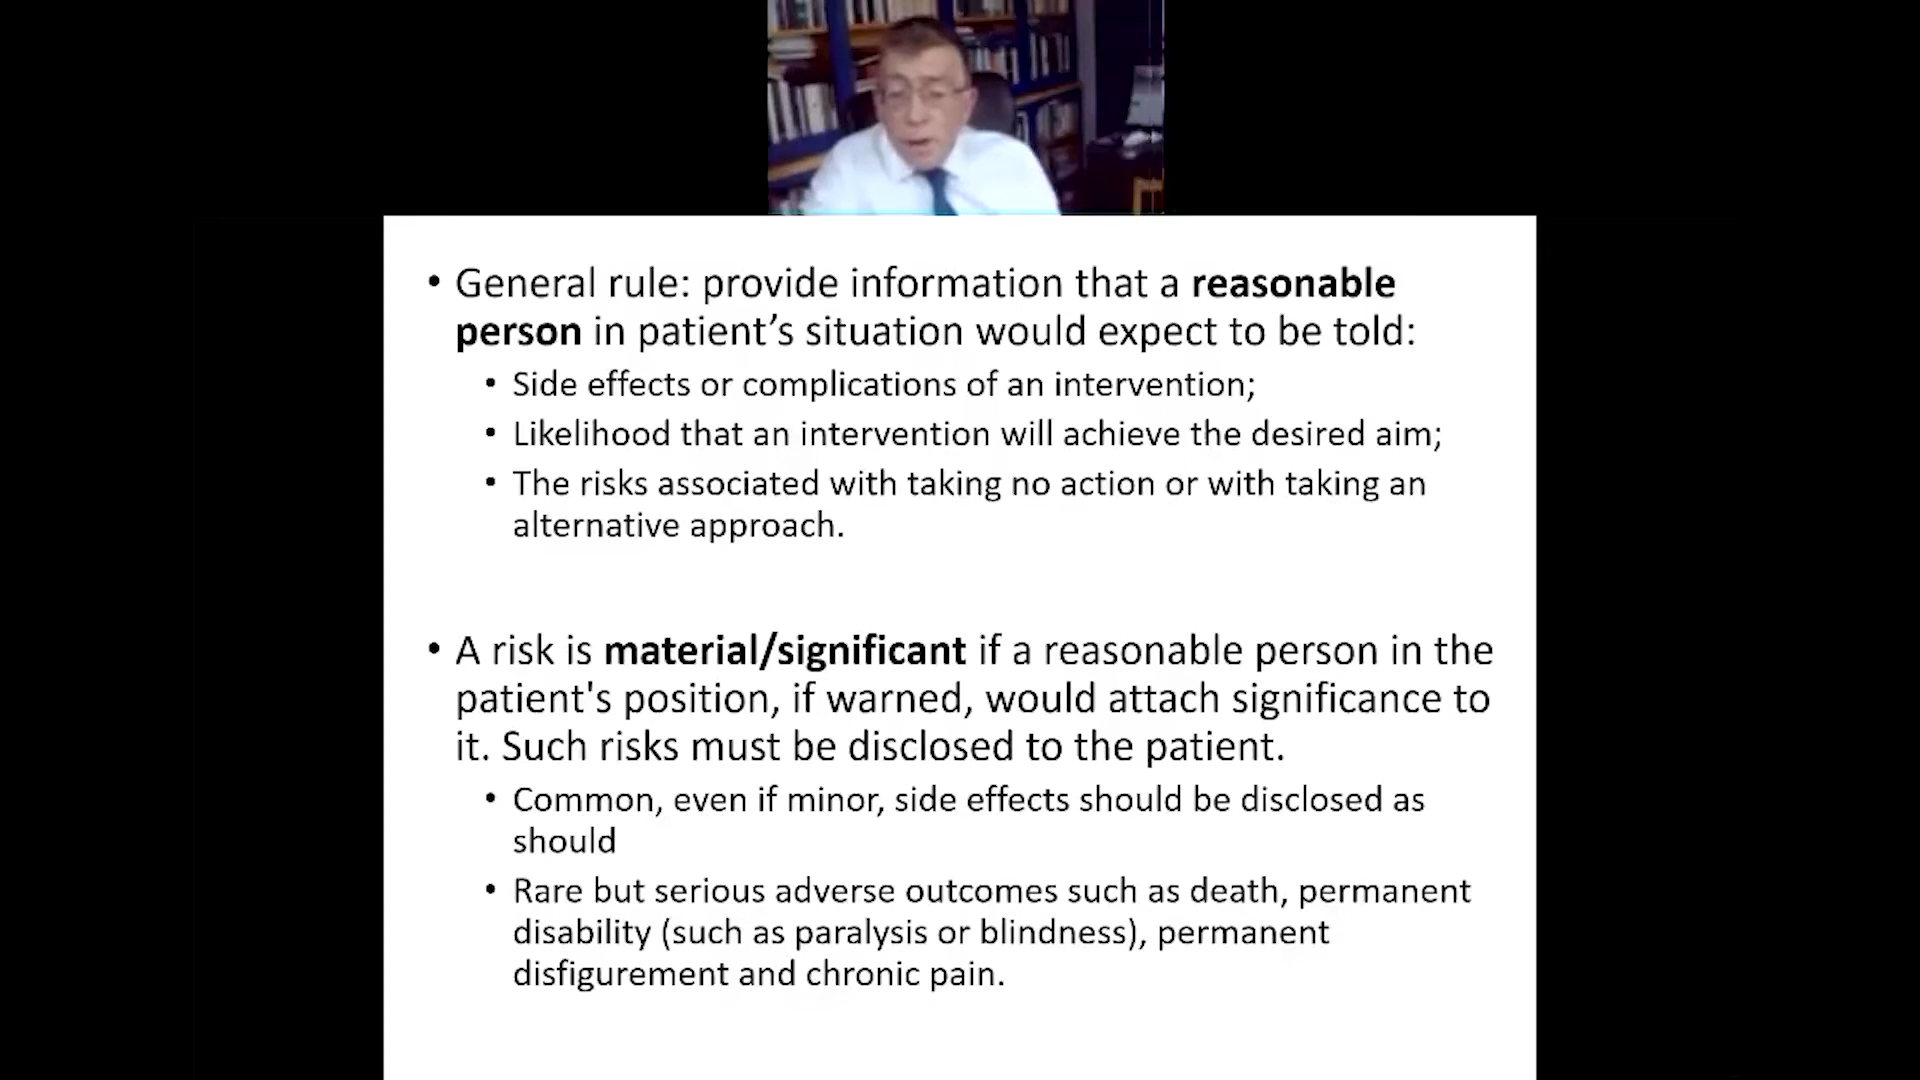 • General rule: provide information that a reasonable
person in patient’s situation would expect to be told:
• Side effects or complications of an intervention;
• Likelihood that an intervention will achieve the desired aim;
• The risks associated with taking no action or with taking an
alternative approach.
• A risk is material/significant if a reasonable person in the
patient's position, if warned, would attach significance to
it. Such risks must be disclosed to the patient.
• Common, even if minor, side effects should be disclosed as
should
• Rare but serious adverse outcomes such as death, permanent
disability (such as paralysis or blindness), permanent
disfigurement and chronic pain.